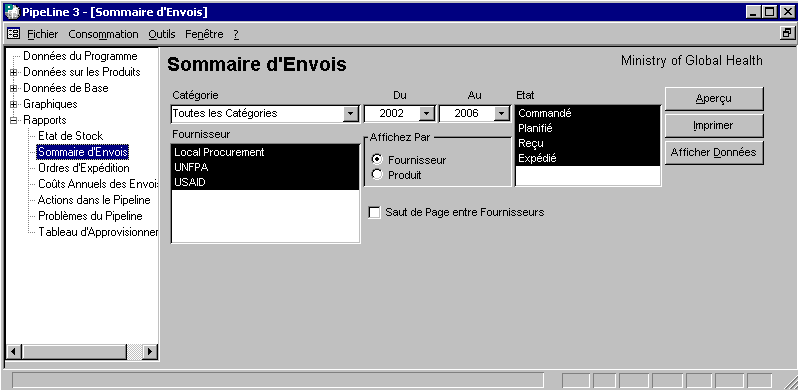 PipeLine 3 - [Sommaire d'Envois]
Fichier Consommation Outils Fenêtre ?
Données du Programme
Données sur les Produits
Données de Base
Graphiques
Rapports
Etat de Stock
Sommaire d'Envois
Ordres d'Expédition
Coûts Annuels des Envoi
Actions dans le Pipeline
Problèmes du Pipeline
Tableau d'Approvisionner
Sommaire d'Envois
Ministry of Global Health
Catégorie
Toutes les Catégories
Du
2002
Au
2006
Etat
Commandé
Planifié
Reçu
Expédié
Aperçu
Imprimer
Afficher Données
Fournisseur
Local Procurement
UNFPA
USAID
Affichez Par
Fournisseur
Produit
Saut de Page entre Fournisseurs